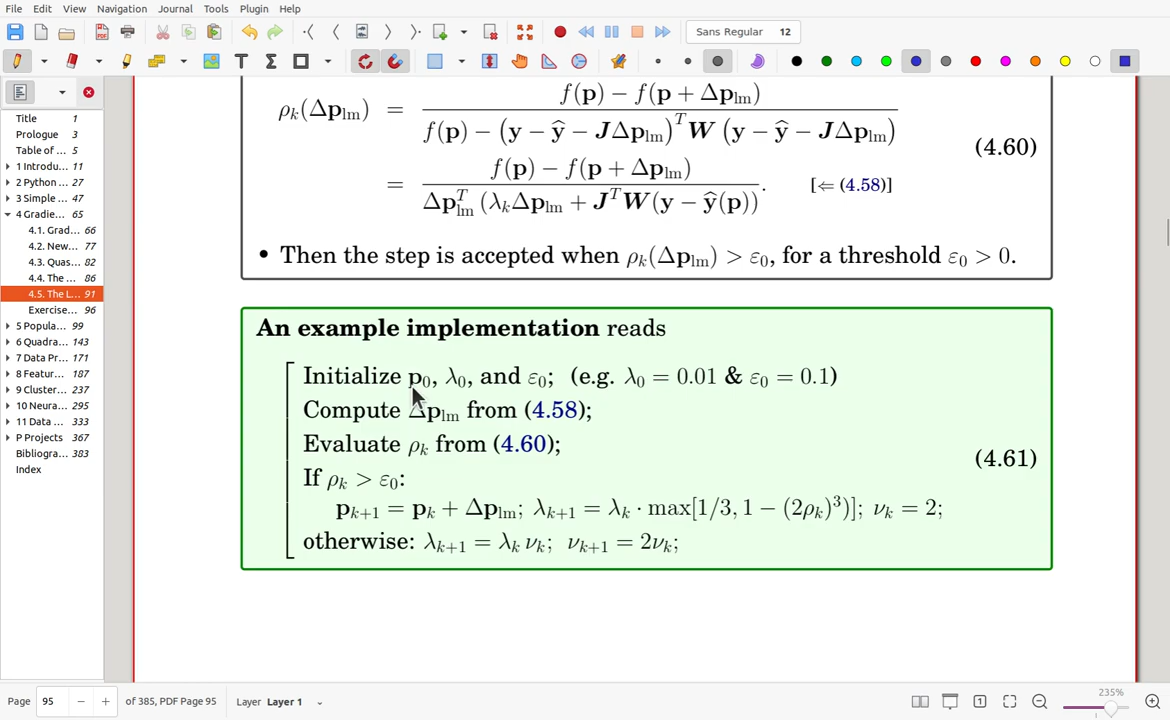 File Edit View Navigation Journal Tools Plugin Help
Sans Regular 12
Title 1
Prologue 3
Table of ... 5
1 Introdu... 11
2 Python ... 27
3 Simple ... 47
4 Gradie... 65
4.1. Grad... 66
4.2. New... 77
4.3. Quas... 82
4.4. The ... 86
4.5. The L... 91
Exercise... 96
5 Popula... 99
6 Quadra... 143
7 Data Pr... 171
8 Featur... 187
9 Cluster... 237
10 Neura... 295
11 Data ... 333
P Projects 367
Bibliogra... 383
Index
ρ_k(Δp_lm) = f(p) − f(p + Δp_lm) / f(p) − (y − ŷ − JΔp_lm)^T W (y − ŷ − JΔp_lm) (4.60)
= f(p) − f(p + Δp_lm) / Δp_lm^T (λ_kΔp_lm + J^T W(y − ŷ(p))). [⇐ (4.58)]
• Then the step is accepted when ρ_k(Δp_lm) > ε_0, for a threshold ε_0 > 0.
An example implementation reads
Initialize p_0, λ_0, and ε_0; (e.g. λ_0 = 0.01 & ε_0 = 0.1)
Compute Δp_lm from (4.58);
Evaluate ρ_k from (4.60);
If ρ_k > ε_0: (4.61)
p_{k+1} = p_k + Δp_lm; λ_{k+1} = λ_k · max[1/3, 1 − (2ρ_k)^3)]; ν_k = 2;
otherwise: λ_{k+1} = λ_k ν_k; ν_{k+1} = 2ν_k;
Page 95 − + of 385, PDF Page 95 Layer Layer 1 235%